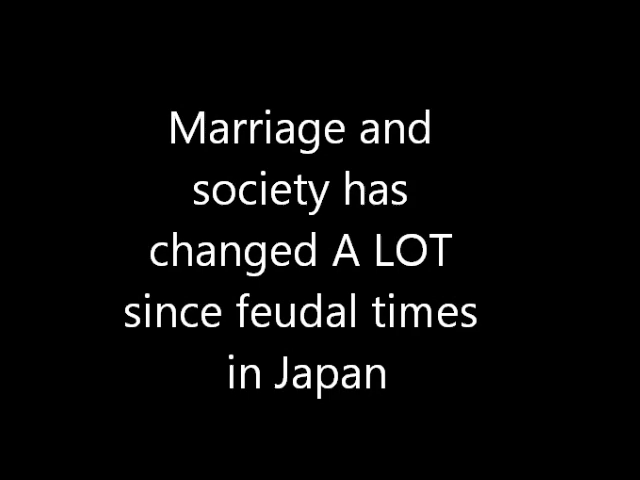 Marriage and
society has
changed A LOT
since feudal times
in Japan